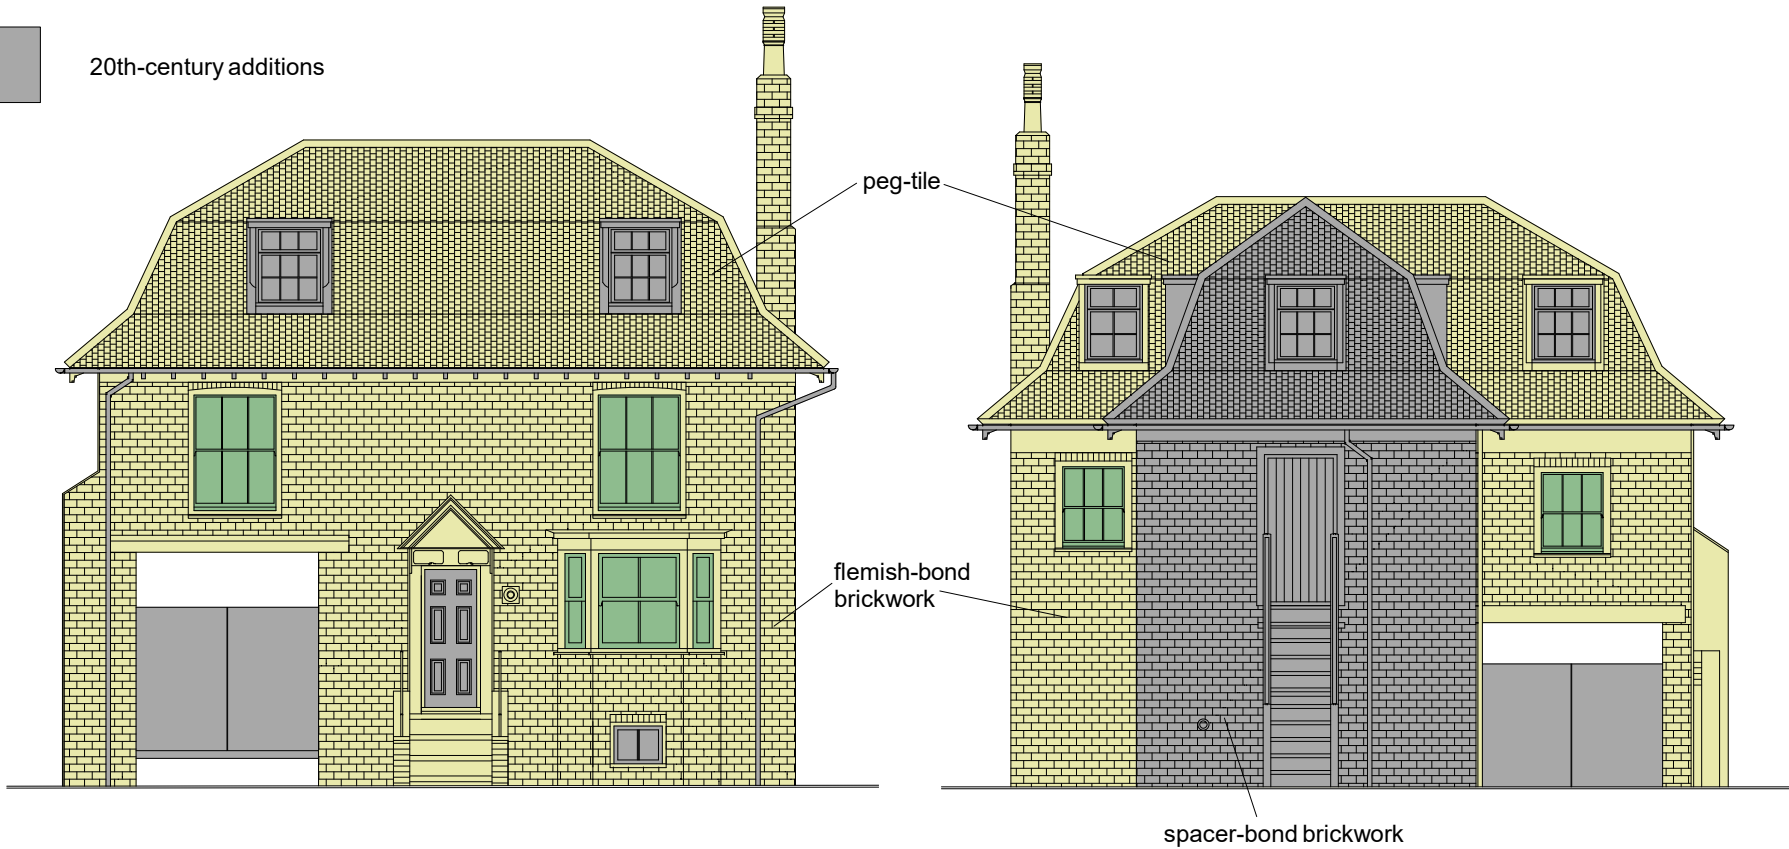 20th-century additions
peg-tile
flemish-bond
brickwork
spacer-bond brickwork